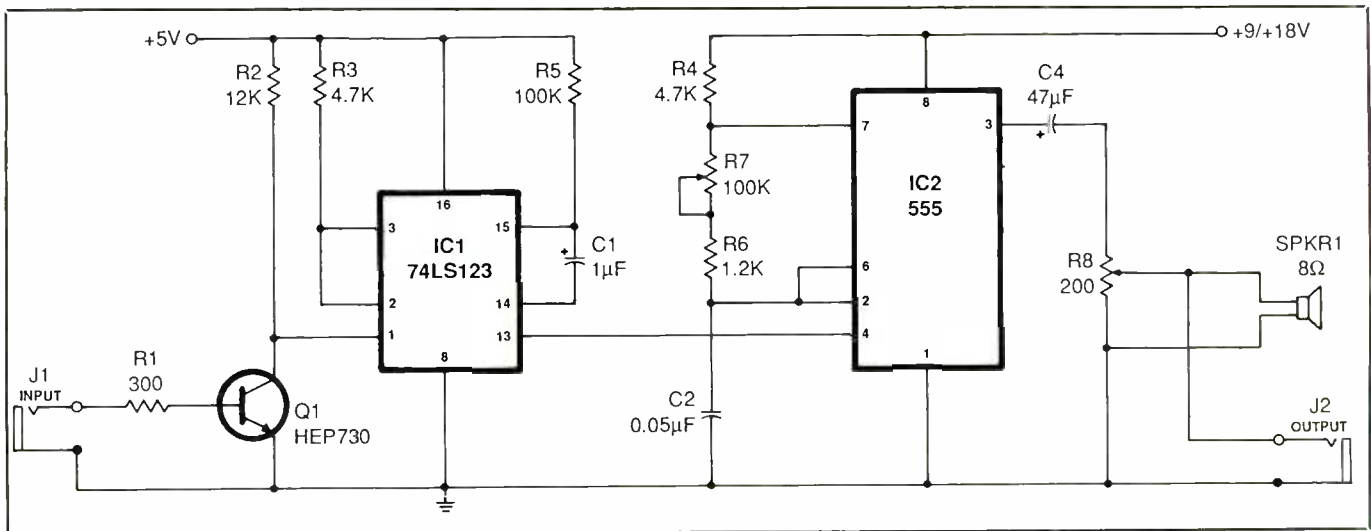 +5V
R2
12K
R3
4.7K
R5
100K
R4
4.7K
+9/+18V
C4
47µF
+
8
7
3
R7
100K
IC2
555
16
3
15
IC1
74LS123
+
C1
1µF
R6
1.2K
R8
200
SPKR1
8Ω
6
2
14
2
1
13
4
8
1
J1
INPUT
R1
300
Q1
HEP730
C2
0.05µF
J2
OUTPUT